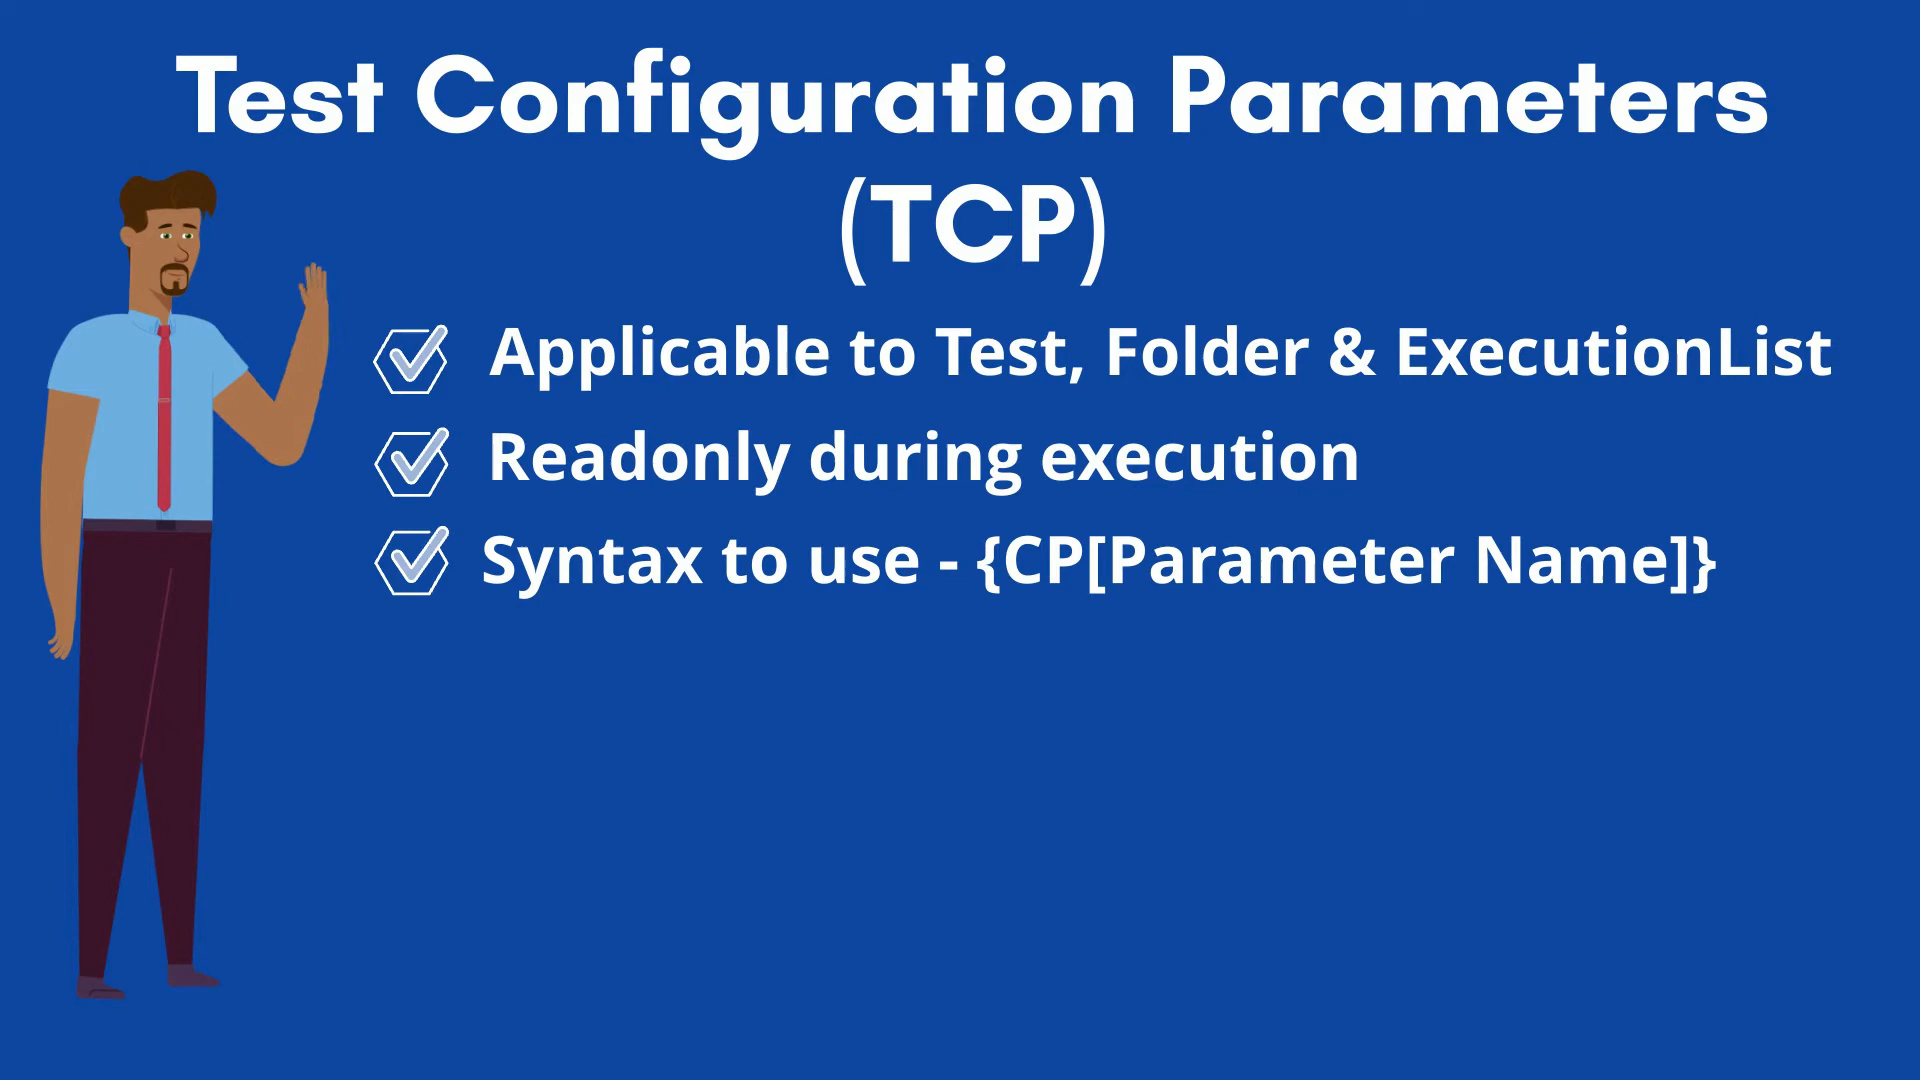 Test Configuration Parameters
(TCP)
Applicable to Test, Folder & ExecutionList
Readonly during execution
Syntax to use - {CP[Parameter Name]}